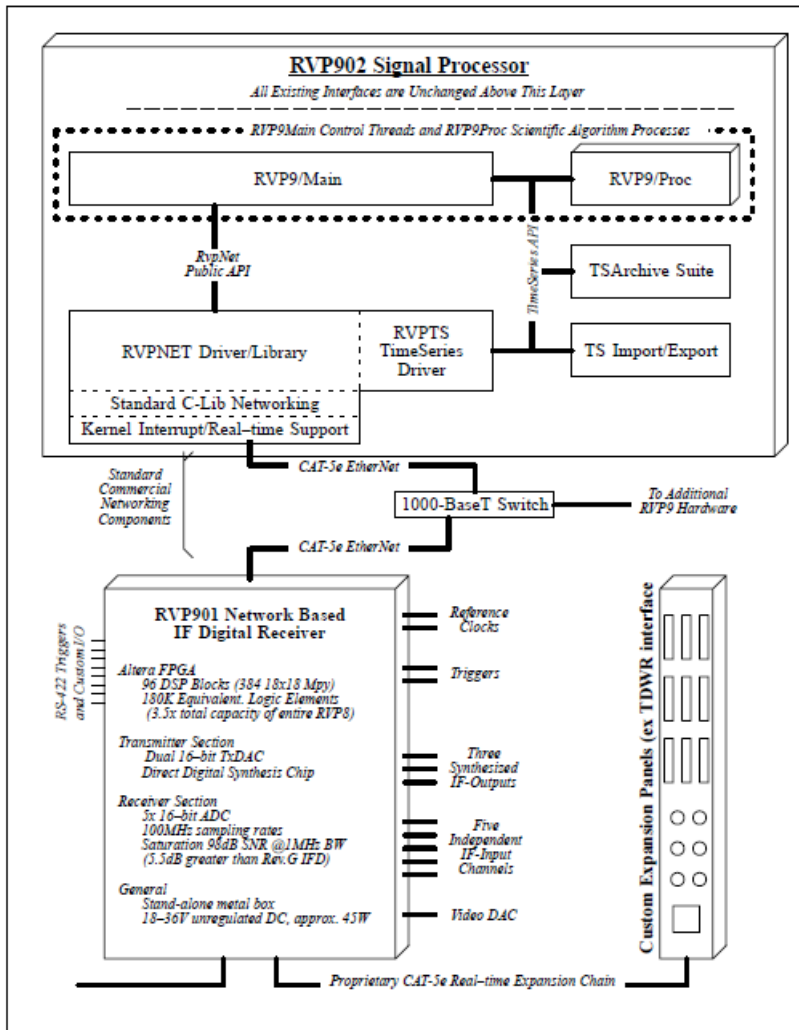 RVP902 Signal Processor
All Existing Interfaces are Unchanged Above This Layer
RVP9Main Control Threads and RVP9Proc Scientific Algorithm Processes
RVP9/Main
RVP9/Proc
RvpNet
Public API
TimeSeries API
TSArchive Suite
RVPNET Driver/Library
RVPTS
TimeSeries
Driver
TS Import/Export
Standard C-Lib Networking
Kernel Interrupt/Real–time Support
Standard
Commercial
Networking
Components
CAT-5e EtherNet
1000-BaseT Switch
To Additional
RVP9 Hardware
CAT-5e EtherNet
RVP901 Network Based
IF Digital Receiver
RS-422 Triggers
and Custom I/O
Altera FPGA
96 DSP Blocks (384 18x18 Mpy)
180K Equivalent. Logic Elements
(3.5x total capacity of entire RVP8)
Transmitter Section
Dual 16–bit TxDAC
Direct Digital Synthesis Chip
Receiver Section
5x 16–bit ADC
100MHz sampling rates
Saturation 98dB SNR @1MHz BW
(5.5dB greater than Rev.G IFD)
General
Stand-alone metal box
18–36V unregulated DC, approx. 45W
Reference
Clocks
Triggers
Three
Synthesized
IF-Outputs
Five
Independent
IF-Input
Channels
Video DAC
Custom Expansion Panels (ex TDWR interface
Proprietary CAT-5e Real–time Expansion Chain